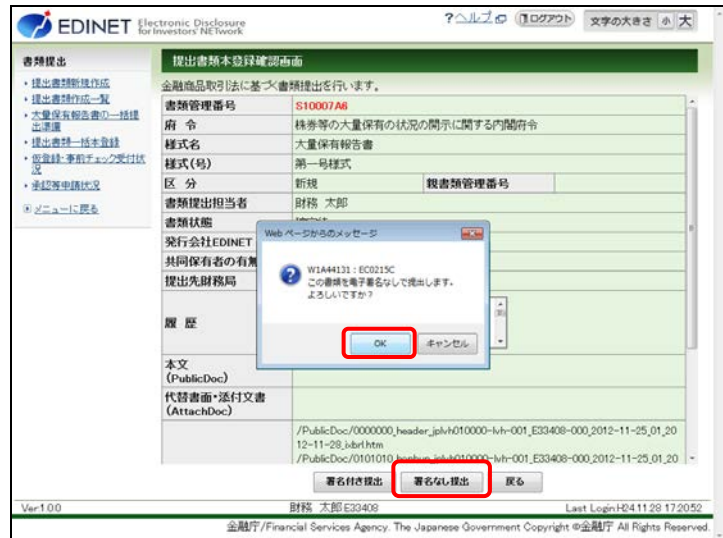 EDINET Electronic Disclosure for Investors' NETwork
?ヘルプ ログアウト 文字の大きさ 小 大
書類提出
・提出書類新規作成
・提出書類作成一覧
・大量保有報告書の一括提
出準備
・提出書類一括本登録
・仮登録・事前チェック受付状
況
・承認等申請状況
メニューに戻る
提出書類本登録確認画面
金融商品取引法に基づく書類提出を行います。
書類管理番号 S10007A6
府 令 株券等の大量保有の状況の開示に関する内閣府令
様式名 大量保有報告書
様式(号) 第一号様式
区 分 新規 親書類管理番号
書類提出担当者 財務 太郎
書類状態
発行会社EDINET
共同保有者の有無
提出先財務局
履 歴
本文
(PublicDoc)
代替書面・添付文書
(AttachDoc)
/PublicDoc/0000000_header_jplvh010000-lvh-001_E33408-000_2012-11-25_01_20
12-11-28_ixbrl.htm
/PublicDoc/0101010_honbun_jplvh010000-lvh-001_E33408-000_2012-11-25_01_20
Web ページからのメッセージ
W1A44131 : EC0215C
この書類を電子署名なしで提出します。
よろしいですか?
OK キャンセル
署名付き提出 署名なし提出 戻る
Ver1.00 財務 太郎 E33408 Last Login:H24.11.28 17:20:52
金融庁/Financial Services Agency. The Japanese Government Copyright ©金融庁 All Rights Reserved.